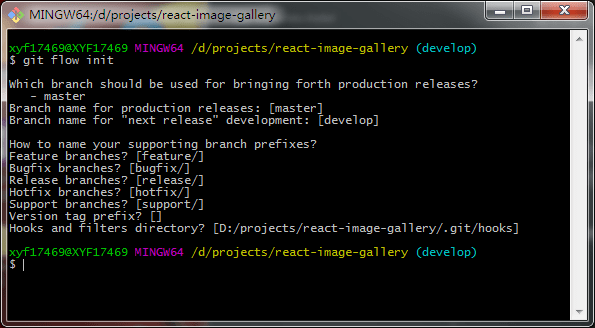 MINGW64:/d/projects/react-image-gallery
xyf17469@XYF17469 MINGW64 /d/projects/react-image-gallery (develop)
$ git flow init
Which branch should be used for bringing forth production releases?
   - master
Branch name for production releases: [master]
Branch name for "next release" development: [develop]
How to name your supporting branch prefixes?
Feature branches? [feature/]
Bugfix branches? [bugfix/]
Release branches? [release/]
Hotfix branches? [hotfix/]
Support branches? [support/]
Version tag prefix? []
Hooks and filters directory? [D:/projects/react-image-gallery/.git/hooks]
xyf17469@XYF17469 MINGW64 /d/projects/react-image-gallery (develop)
$